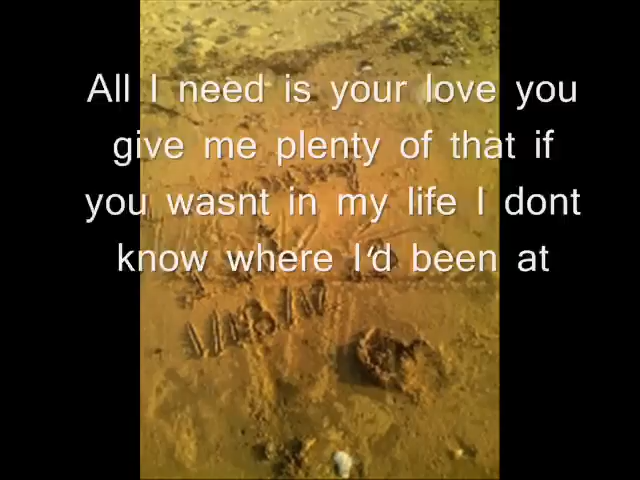 All I need is your love you
give me plenty of that if
you wasnt in my life I dont
know where I'd been at